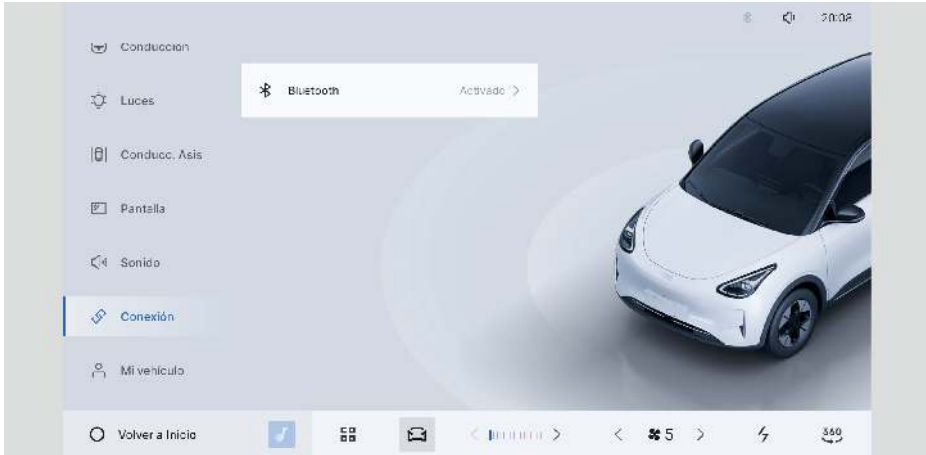 20:08
Conducción
Bluetooth
Activado
Luces
Conducc. Asis
Pantalla
Sonido
Conexión
Mi vehículo
Volver a Inicio
5
360